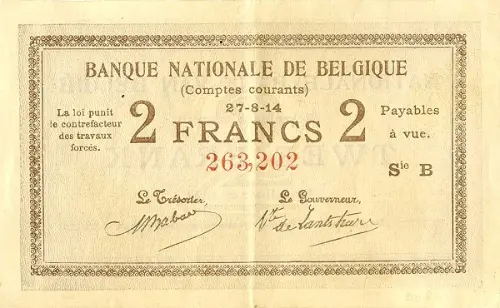 BANQUE NATIONALE DE BELGIQUE
(Comptes courants)
27-8-14
La loi punit
le contrefacteur
des travaux
forcés.
2 FRANCS 2
Payables
à vue.
263,202
Sie B
Le Trésorier,
Le Gouverneur,